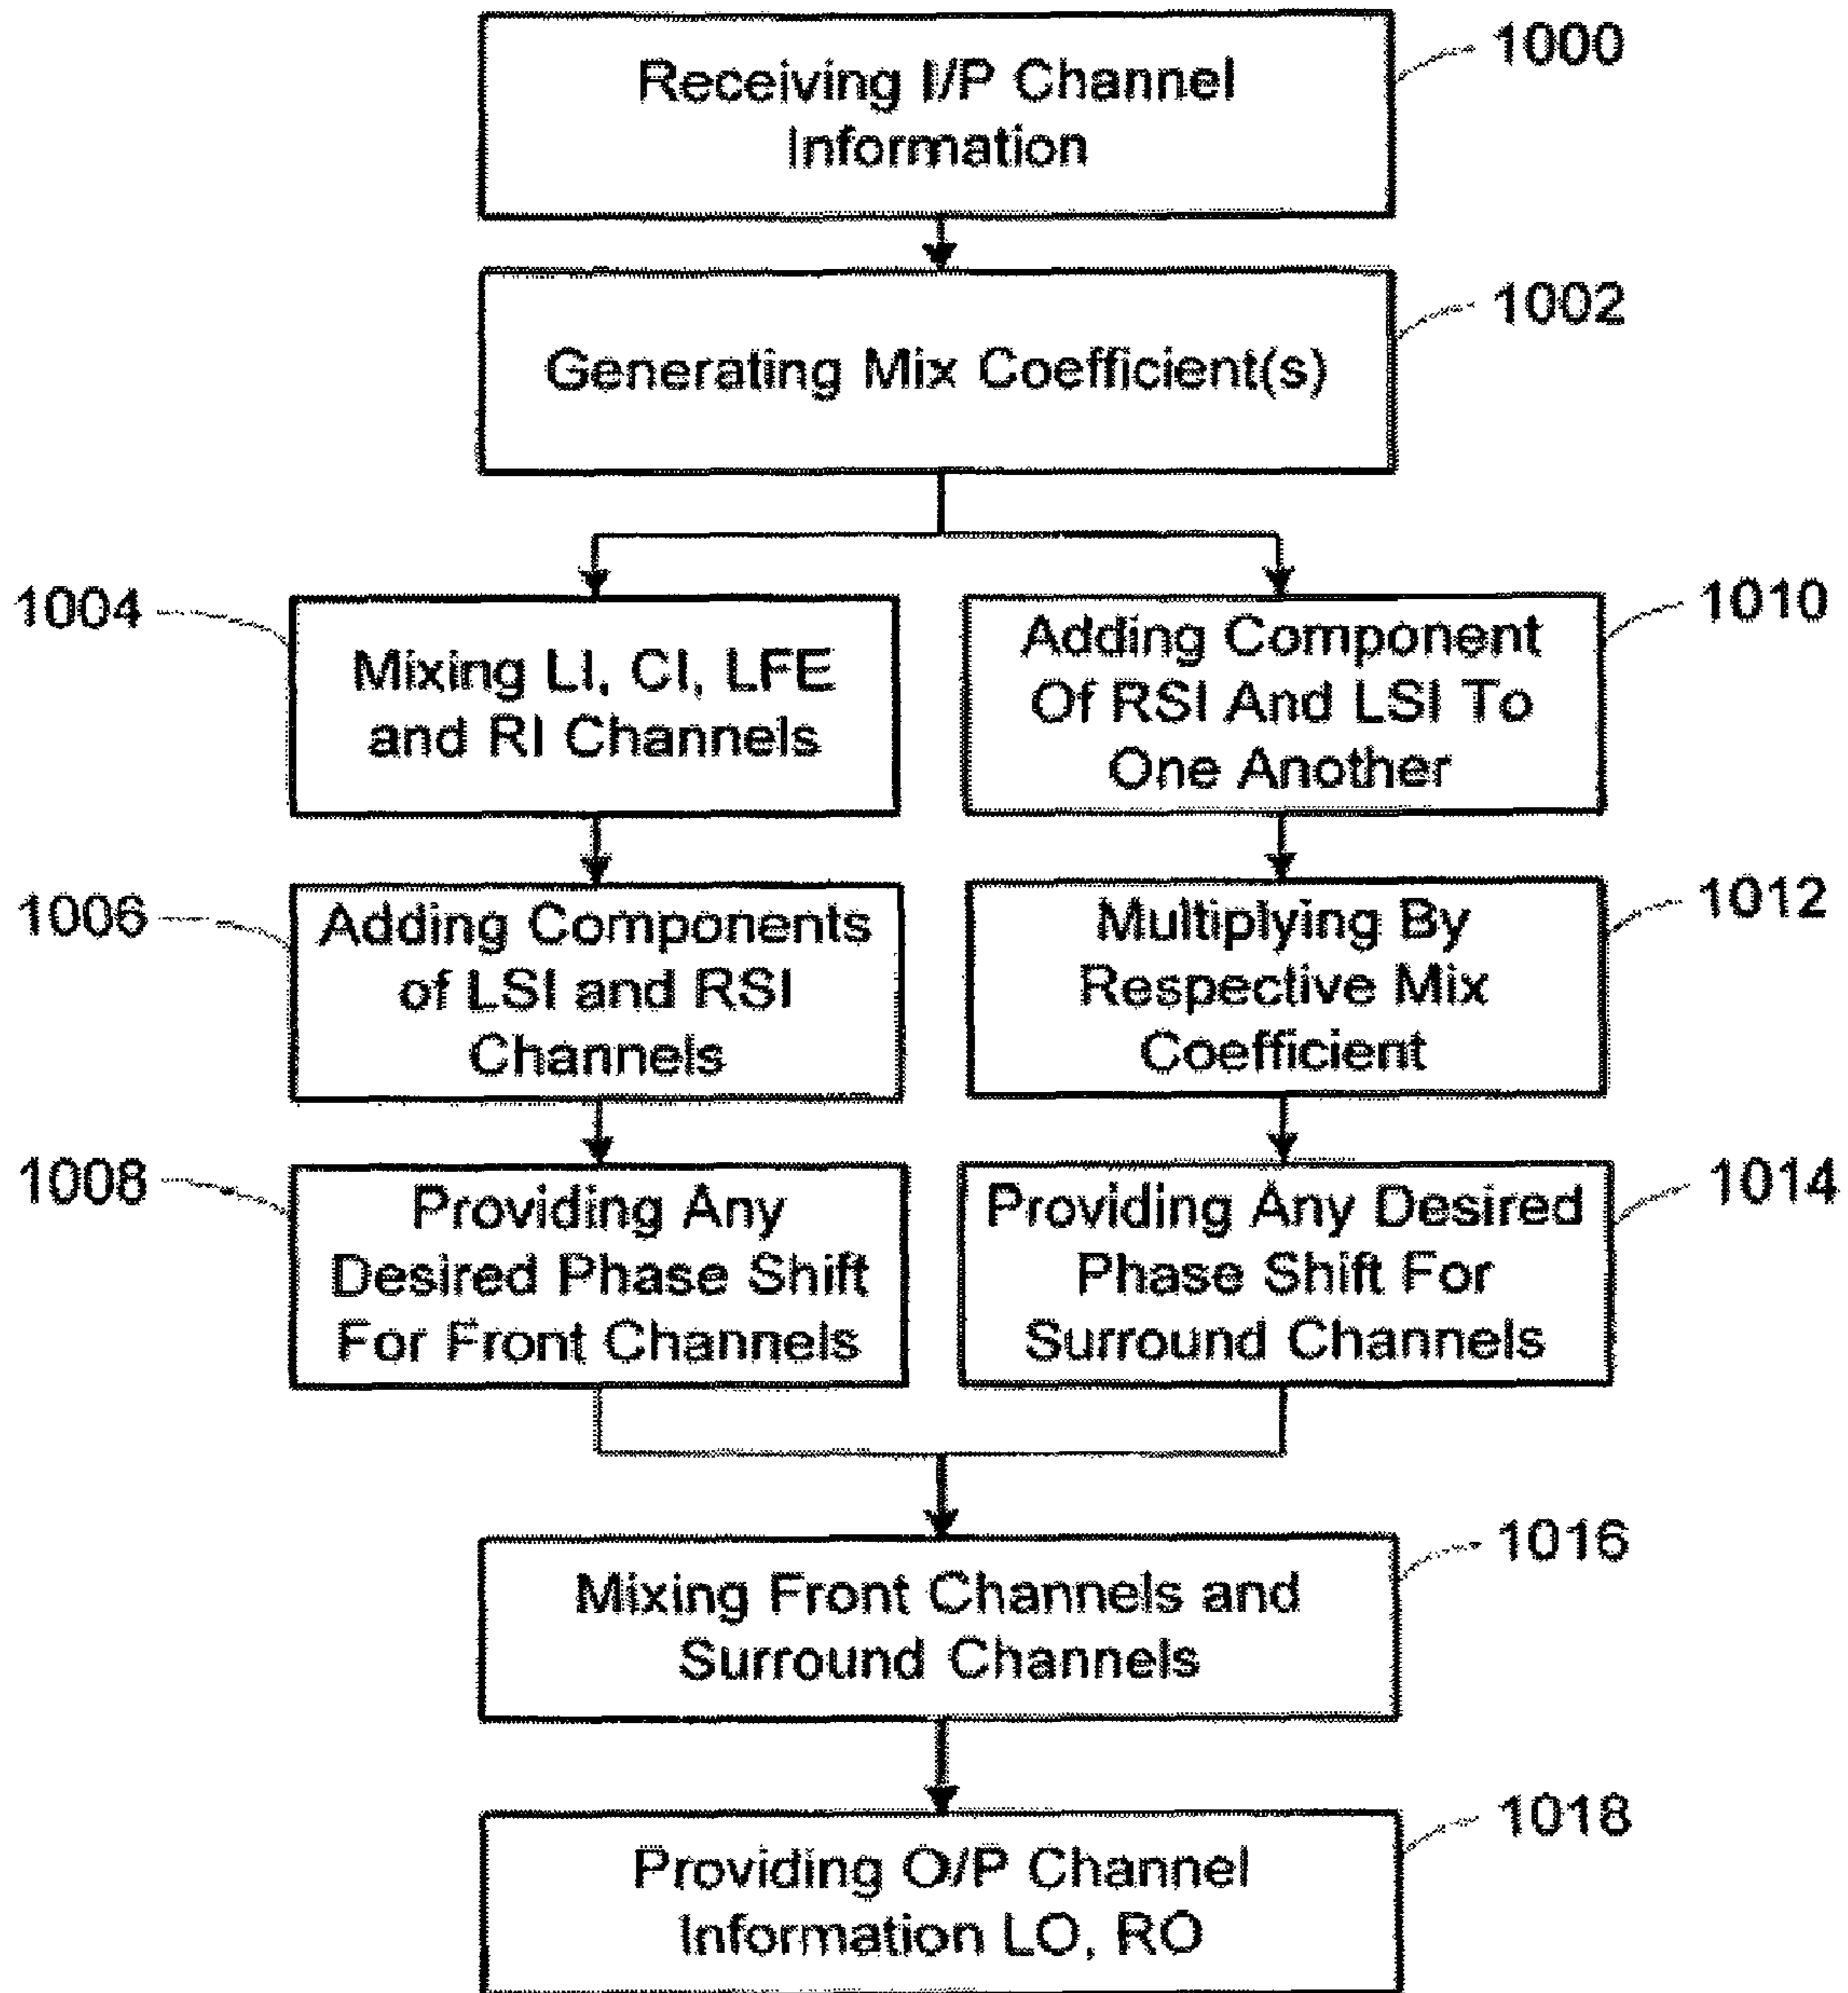 Receiving I/P Channel
Information
1000
Generating Mix Coefficient(s)
1002
1004
Mixing LI, CI, LFE
and RI Channels
Adding Component
Of RSI And LSI To
One Another
1010
1006
Adding Components
of LSI and RSI
Channels
Multiplying By
Respective Mix
Coefficient
1012
1008
Providing Any
Desired Phase Shift
For Front Channels
Providing Any Desired
Phase Shift For
Surround Channels
1014
Mixing Front Channels and
Surround Channels
1016
Providing O/P Channel
Information LO, RO
1018